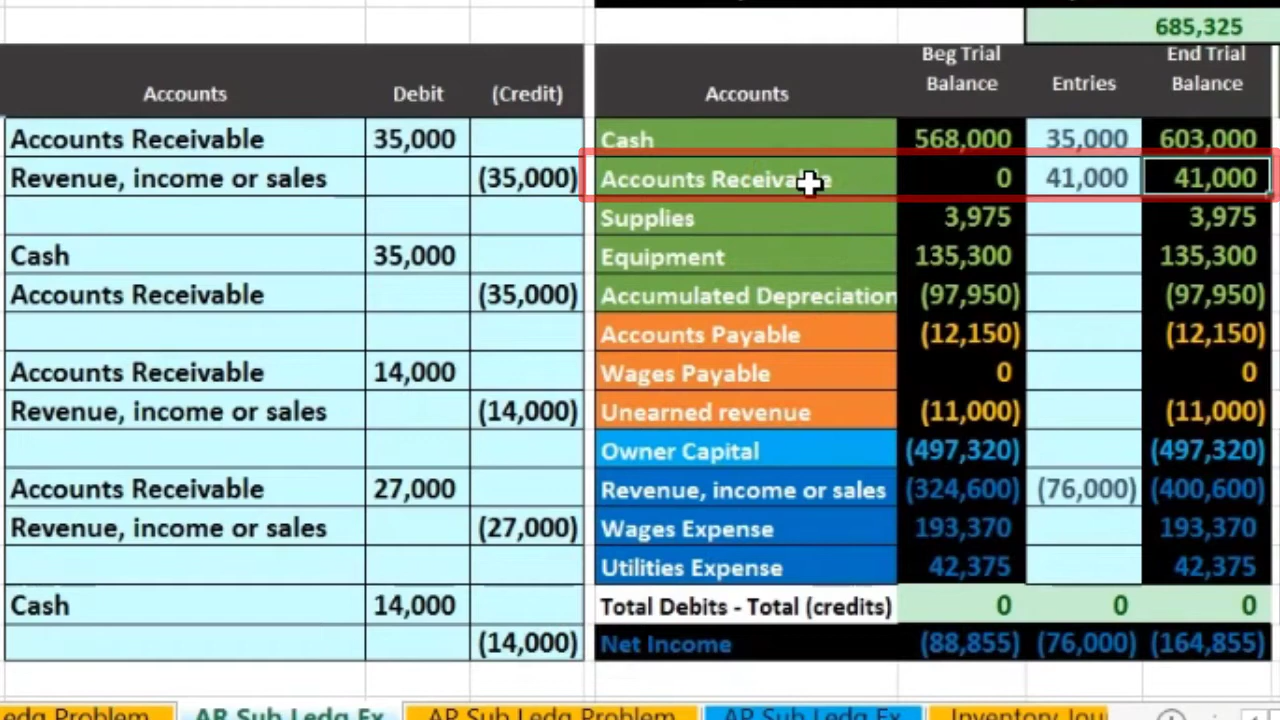 685,325
Accounts Debit (Credit)
Accounts Receivable 35,000
Revenue, income or sales (35,000)
Cash 35,000
Accounts Receivable (35,000)
Accounts Receivable 14,000
Revenue, income or sales (14,000)
Accounts Receivable 27,000
Revenue, income or sales (27,000)
Cash 14,000
(14,000)
Accounts Beg Trial Balance Entries End Trial Balance
Cash 568,000 35,000 603,000
Accounts Receivable 0 41,000 41,000
Supplies 3,975 3,975
Equipment 135,300 135,300
Accumulated Depreciation (97,950) (97,950)
Accounts Payable (12,150) (12,150)
Wages Payable 0 0
Unearned revenue (11,000) (11,000)
Owner Capital (497,320) (497,320)
Revenue, income or sales (324,600) (76,000) (400,600)
Wages Expense 193,370 193,370
Utilities Expense 42,375 42,375
Total Debits - Total (credits) 0 0 0
Net Income (88,855) (76,000) (164,855)
Problem AR Sub Ledg Ex AP Sub Ledg Problem AP Sub Ledg Ex Inventory Jou